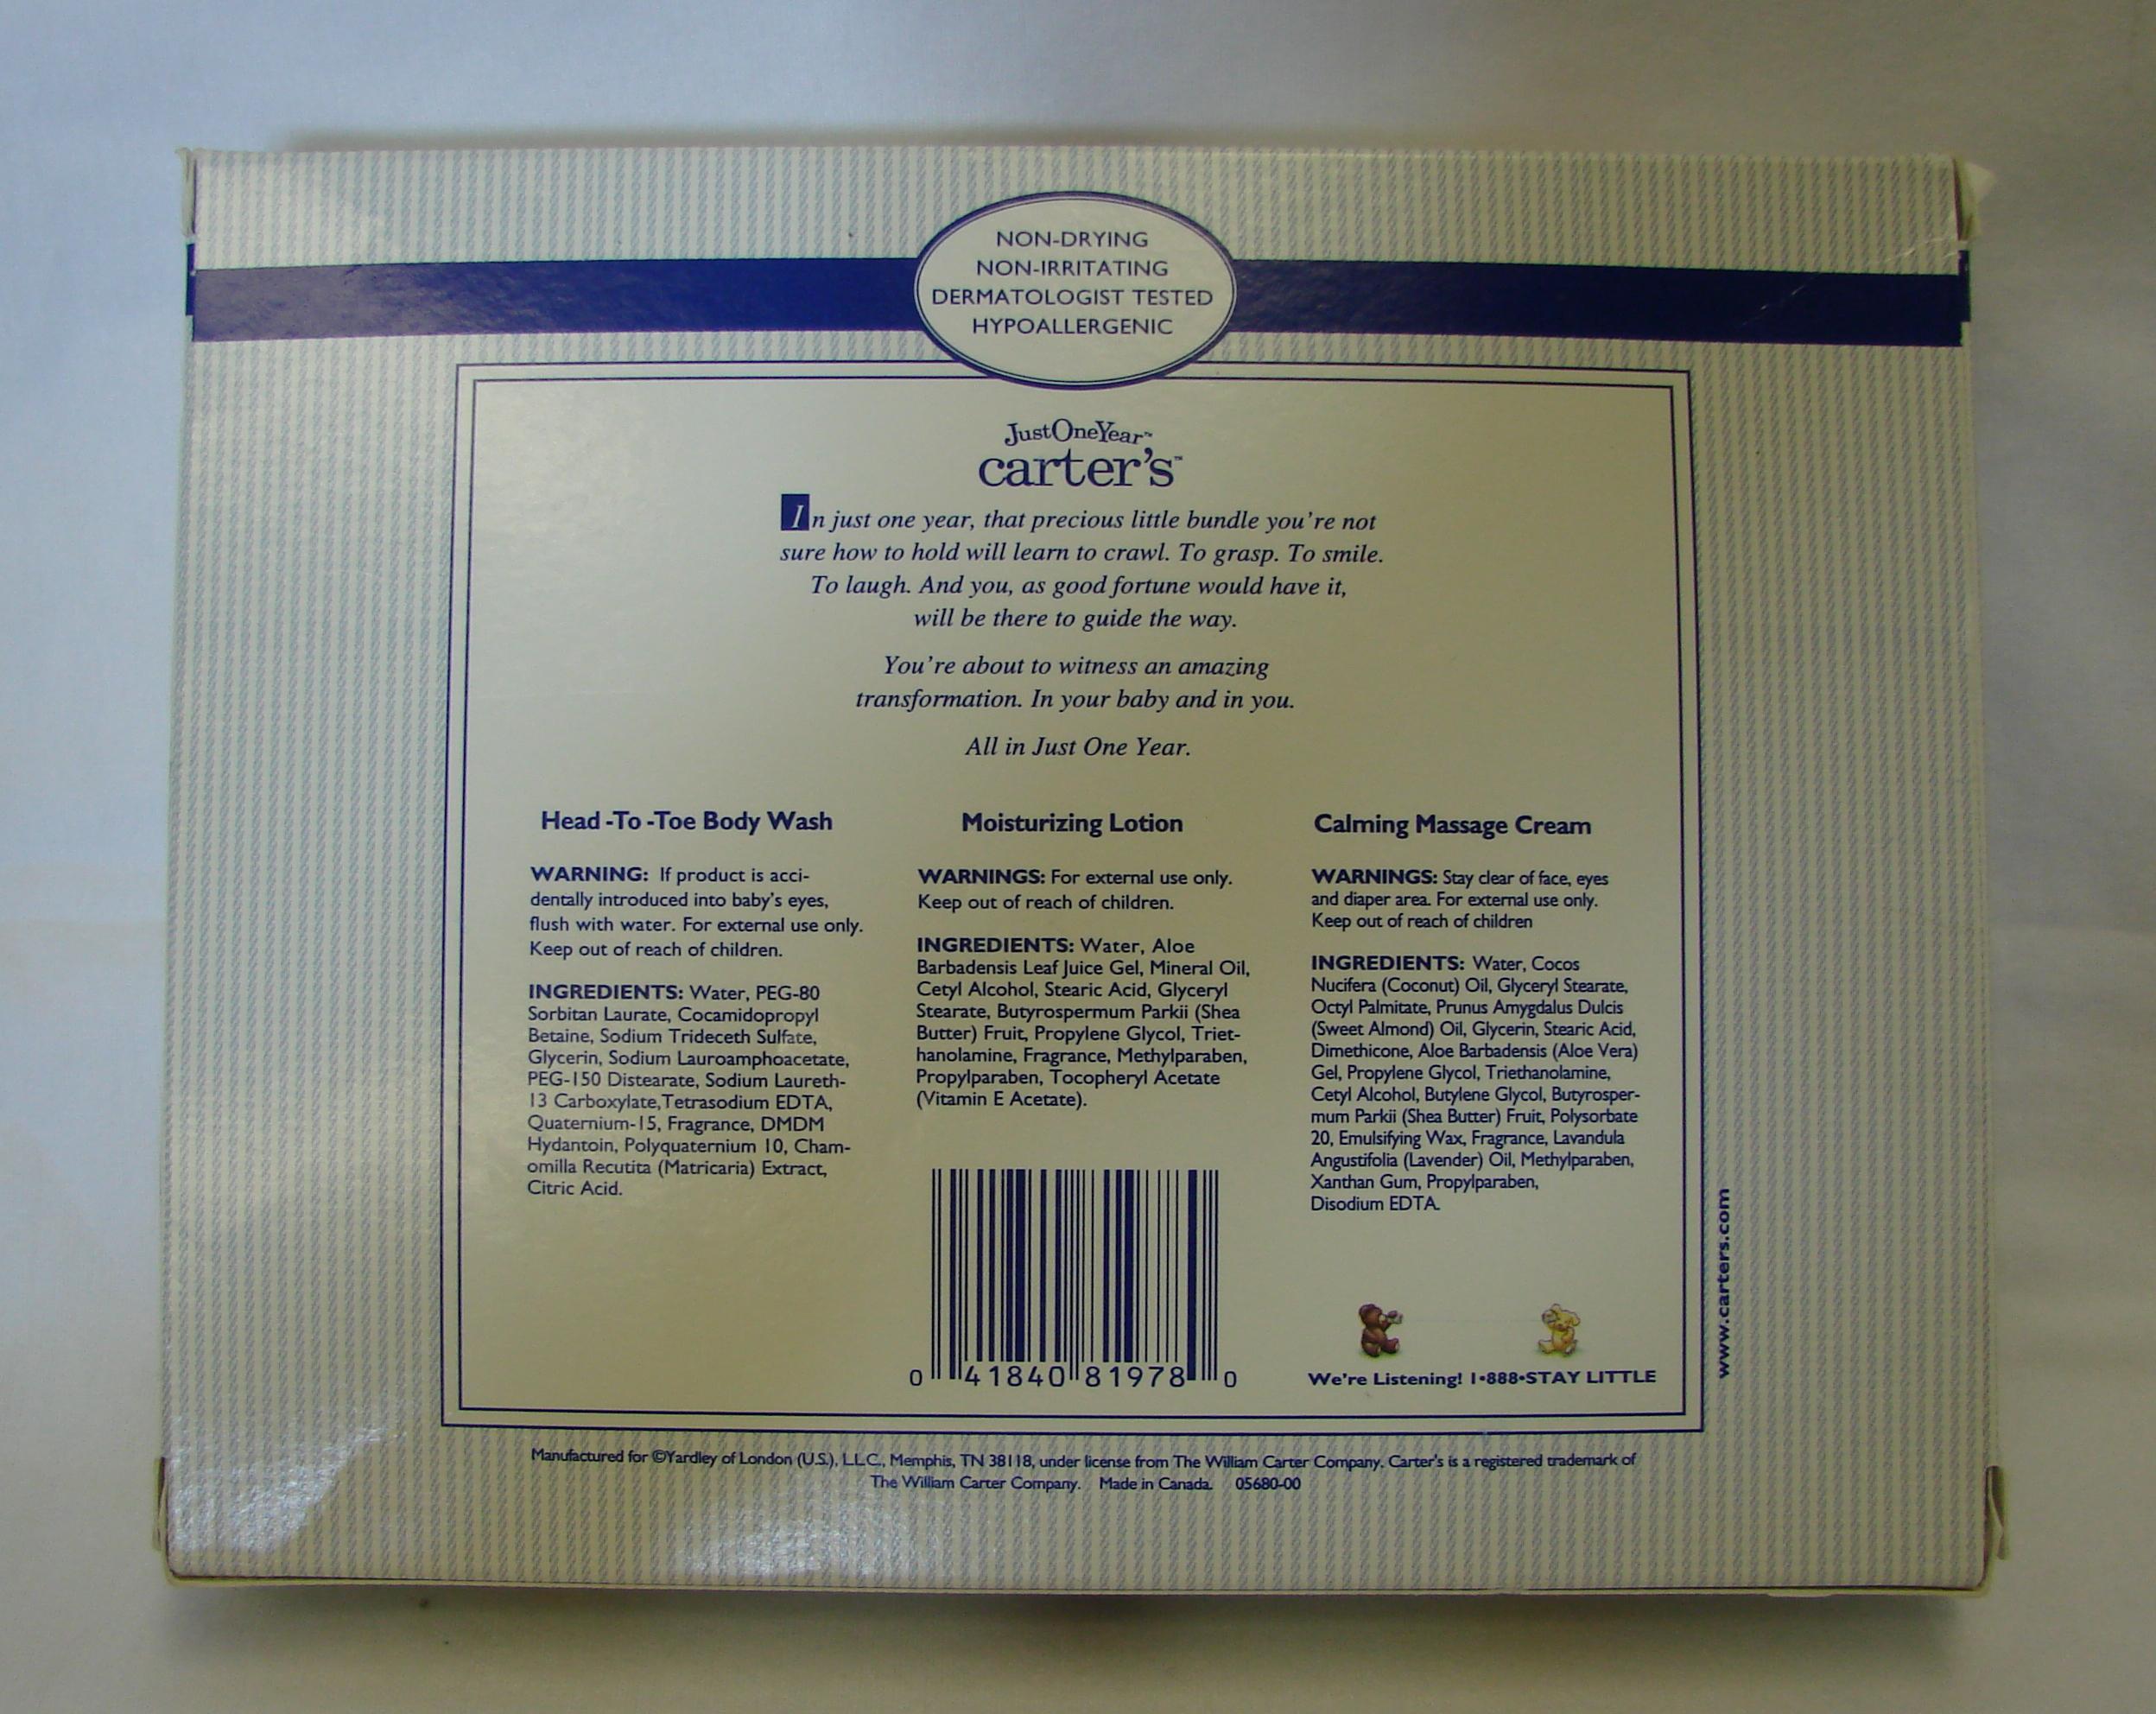 NON-DRYING
NON-IRRITATING
DERMATOLOGIST TESTED
HYPOALLERGENIC
JustOneYear™
carter's™
In just one year, that precious little bundle you're not
sure how to hold will learn to crawl. To grasp. To smile.
To laugh. And you, as good fortune would have it,
will be there to guide the way.
You're about to witness an amazing
transformation. In your baby and in you.
All in Just One Year.
Head -To -Toe Body Wash
WARNING: If product is acci-
dentally introduced into baby's eyes,
flush with water. For external use only.
Keep out of reach of children.
INGREDIENTS: Water, PEG-80
Sorbitan Laurate, Cocamidopropyl
Betaine, Sodium Trideceth Sulfate,
Glycerin, Sodium Lauroamphoacetate,
PEG-150 Distearate, Sodium Laureth-
13 Carboxylate,Tetrasodium EDTA,
Quaternium-15, Fragrance, DMDM
Hydantoin, Polyquaternium 10, Cham-
omilla Recutita (Matricaria) Extract,
Citric Acid.
Moisturizing Lotion
WARNINGS: For external use only.
Keep out of reach of children.
INGREDIENTS: Water, Aloe
Barbadensis Leaf Juice Gel, Mineral Oil,
Cetyl Alcohol, Stearic Acid, Glyceryl
Stearate, Butyrospermum Parkii (Shea
Butter) Fruit, Propylene Glycol, Triet-
hanolamine, Fragrance, Methylparaben,
Propylparaben, Tocopheryl Acetate
(Vitamin E Acetate).
0 41840 81978 0
Calming Massage Cream
WARNINGS: Stay clear of face, eyes
and diaper area. For external use only.
Keep out of reach of children
INGREDIENTS: Water, Cocos
Nucifera (Coconut) Oil, Glyceryl Stearate,
Octyl Palmitate, Prunus Amygdalus Dulcis
(Sweet Almond) Oil, Glycerin, Stearic Acid,
Dimethicone, Aloe Barbadensis (Aloe Vera)
Gel, Propylene Glycol, Triethanolamine,
Cetyl Alcohol, Butylene Glycol, Butyrosper-
mum Parkii (Shea Butter) Fruit, Polysorbate
20, Emulsifying Wax, Fragrance, Lavandula
Angustifolia (Lavender) Oil, Methylparaben,
Xanthan Gum, Propylparaben,
Disodium EDTA.
We're Listening! 1•888•STAY LITTLE
www.carters.com
Manufactured for ©Yardley of London (U.S.), L.L.C., Memphis, TN 38118, under license from The William Carter Company. Carter's is a registered trademark of
The William Carter Company. Made in Canada. 05680-00